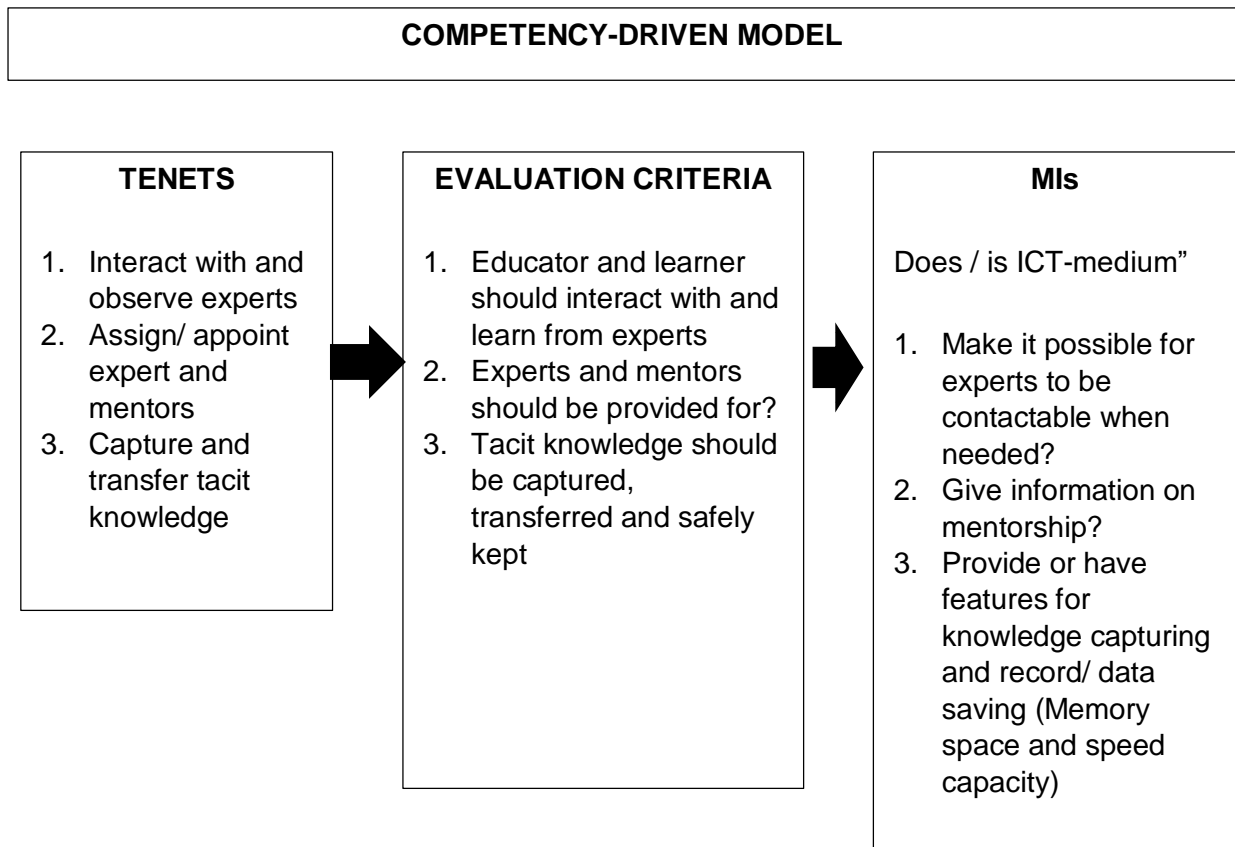 COMPETENCY-DRIVEN MODEL
TENETS
1. Interact with and
observe experts
2. Assign/ appoint
expert and
mentors
3. Capture and
transfer tacit
knowledge
EVALUATION CRITERIA
1. Educator and learner
should interact with and
learn from experts
2. Experts and mentors
should be provided for?
3. Tacit knowledge should
be captured,
transferred and safely
kept
MIs
Does / is ICT-medium”
1. Make it possible for
experts to be
contactable when
needed?
2. Give information on
mentorship?
3. Provide or have
features for
knowledge capturing
and record/ data
saving (Memory
space and speed
capacity)